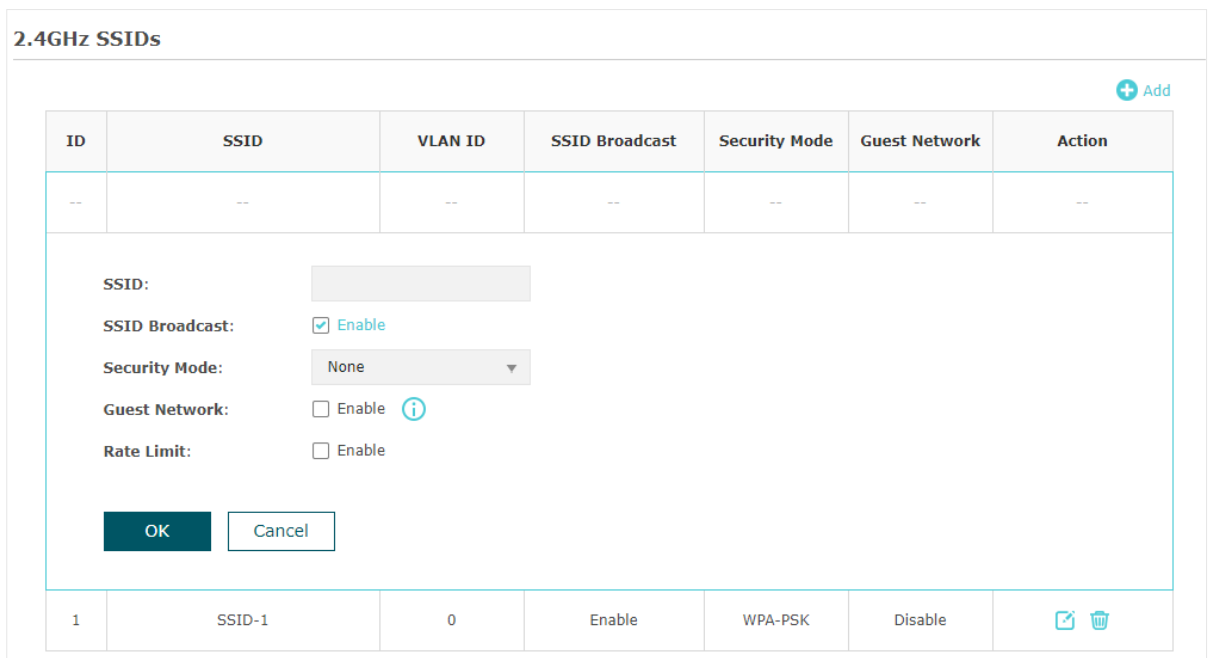 2.4GHz SSIDs
Add
ID SSID VLAN ID SSID Broadcast Security Mode Guest Network Action
-- -- -- -- -- -- --
SSID:
SSID Broadcast: Enable
Security Mode: None
Guest Network: Enable
Rate Limit: Enable
OK Cancel
1 SSID-1 0 Enable WPA-PSK Disable